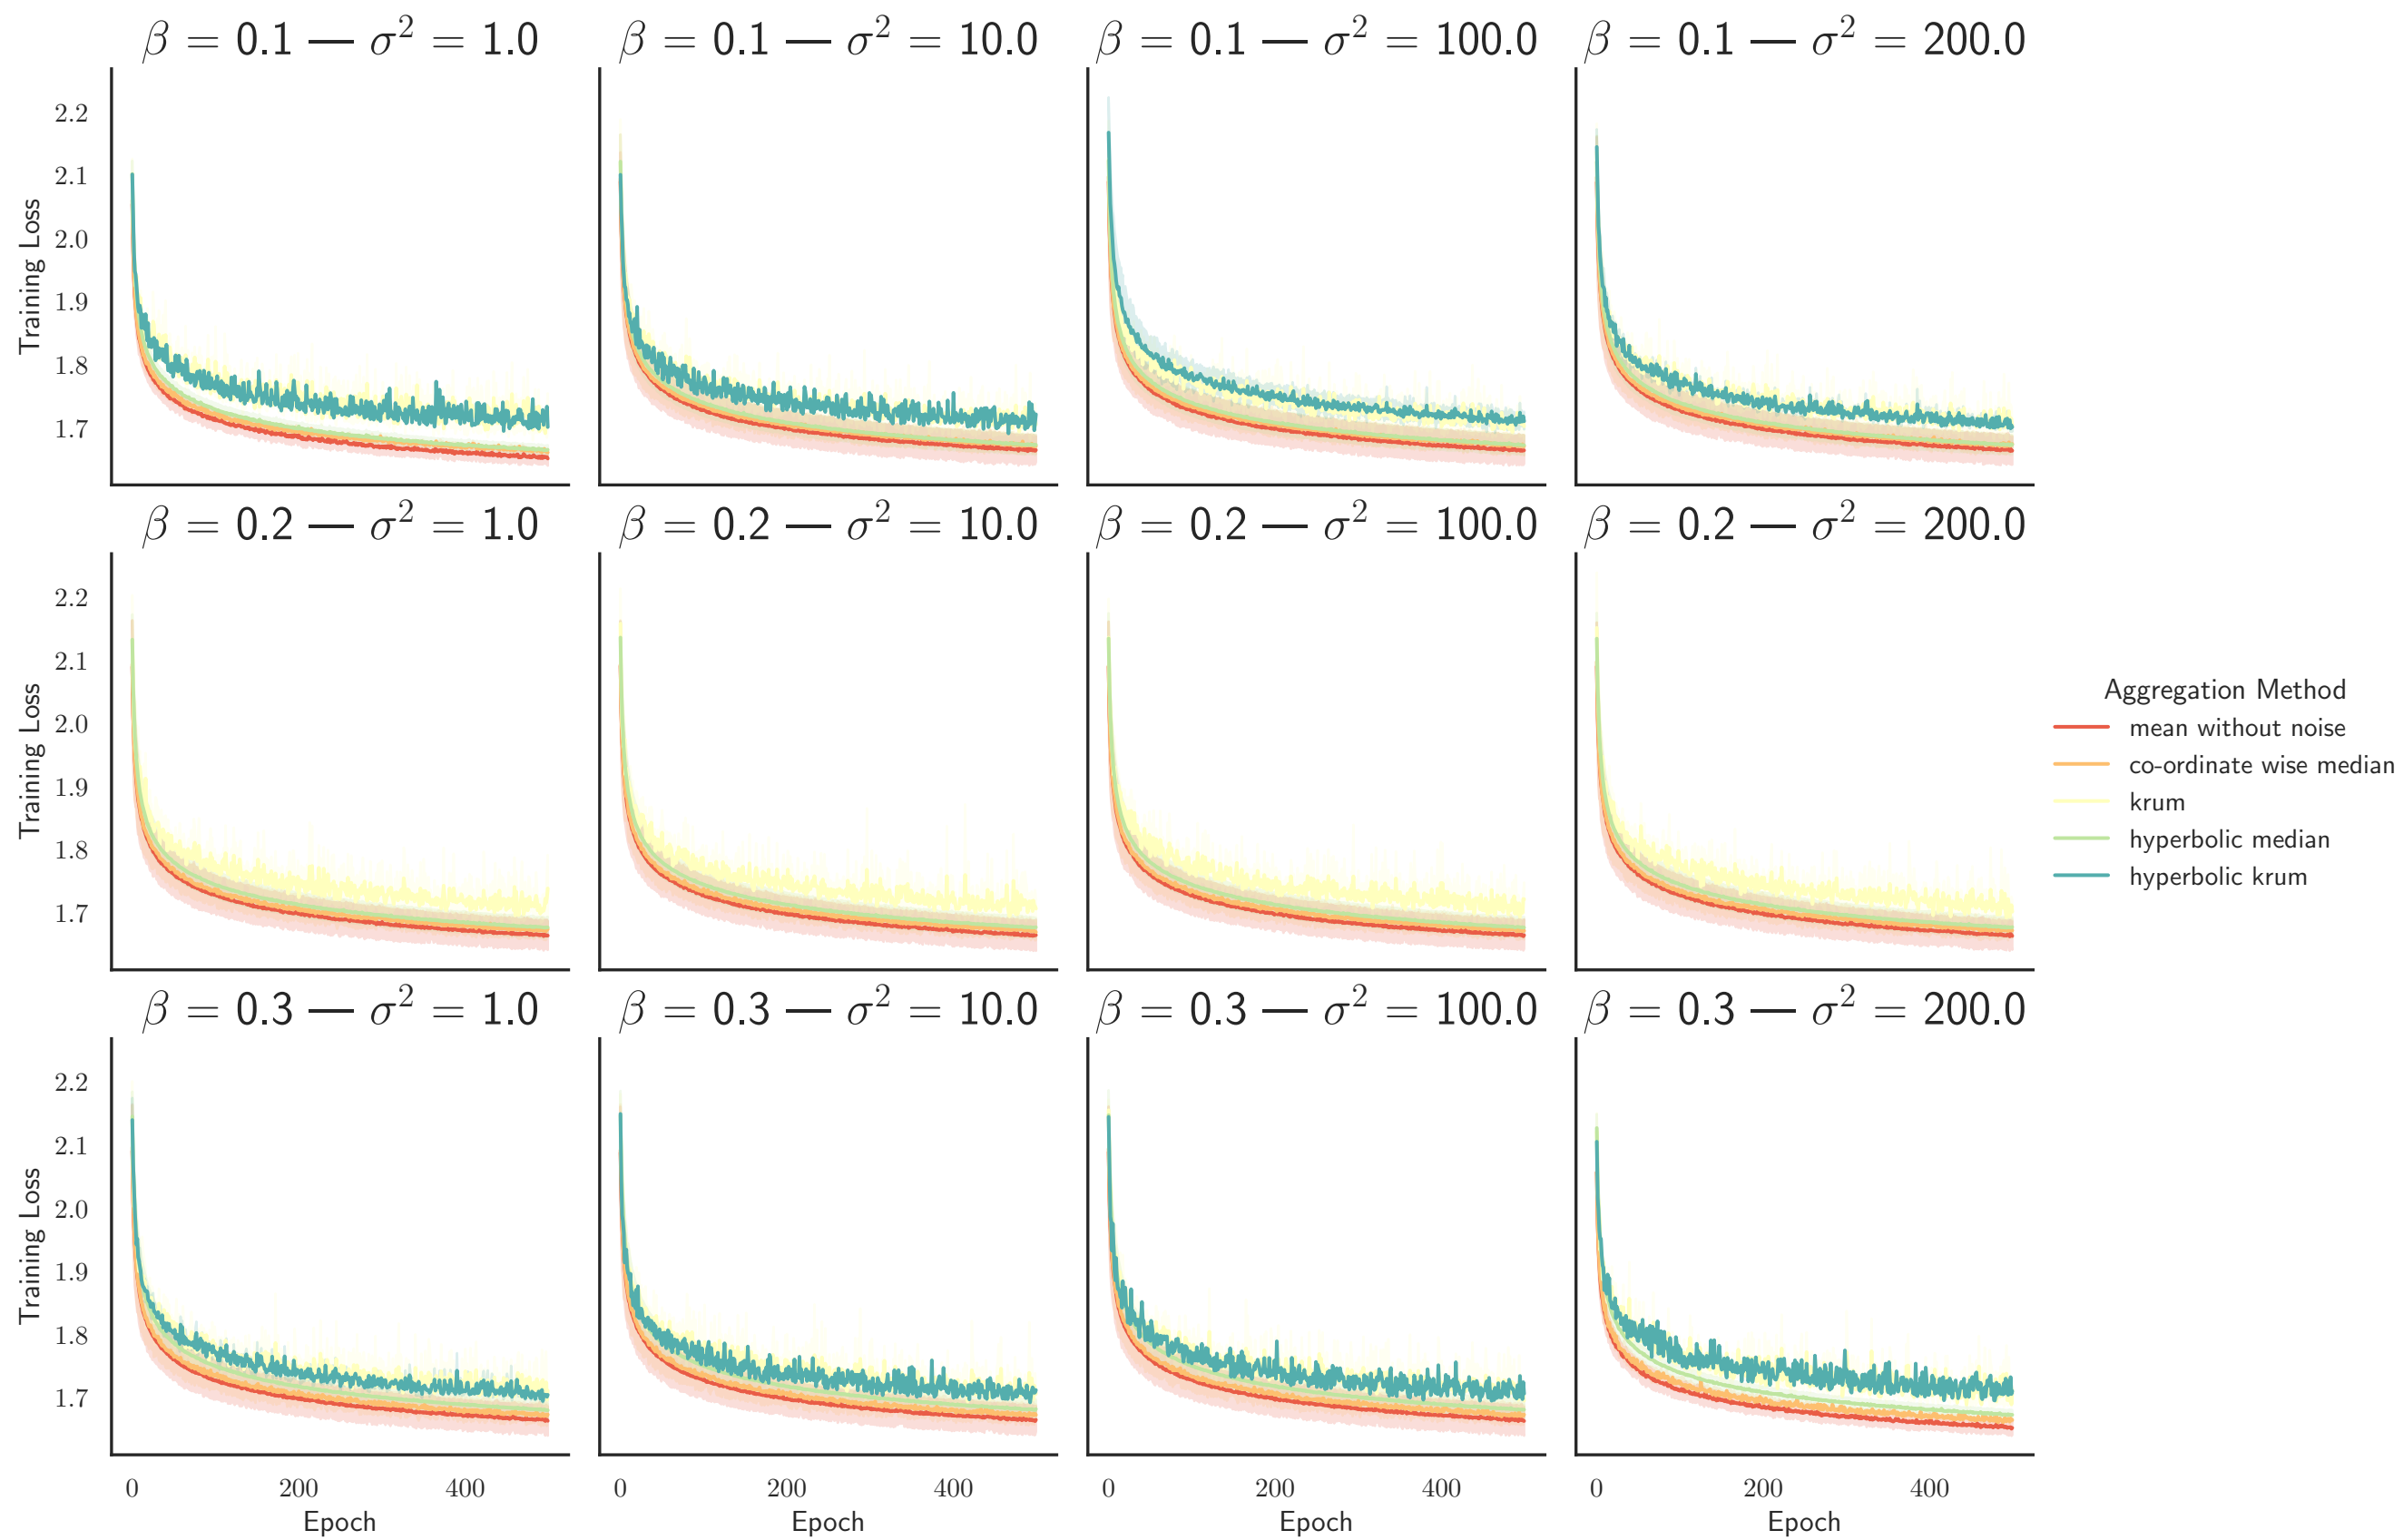 β = 0.1 — σ² = 1.0
β = 0.1 — σ² = 10.0
β = 0.1 — σ² = 100.0
β = 0.1 — σ² = 200.0
Training Loss
2.2
2.1
2.0
1.9
1.8
1.7
β = 0.2 — σ² = 1.0
β = 0.2 — σ² = 10.0
β = 0.2 — σ² = 100.0
β = 0.2 — σ² = 200.0
Training Loss
2.2
2.1
2.0
1.9
1.8
1.7
Aggregation Method
mean without noise
co-ordinate wise median
krum
hyperbolic median
hyperbolic krum
β = 0.3 — σ² = 1.0
β = 0.3 — σ² = 10.0
β = 0.3 — σ² = 100.0
β = 0.3 — σ² = 200.0
Training Loss
2.2
2.1
2.0
1.9
1.8
1.7
0 200 400
0 200 400
0 200 400
0 200 400
Epoch
Epoch
Epoch
Epoch